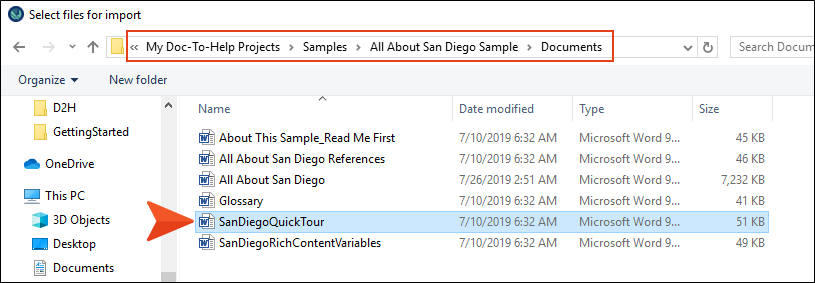 Select files for import
« My Doc-To-Help Projects > Samples > All About San Diego Sample > Documents
Search Docume
Organize New folder
Name Date modified Type Size
D2H
GettingStarted
OneDrive
This PC
3D Objects
Desktop
Documents
About This Sample_Read Me First 7/10/2019 6:32 AM Microsoft Word 9... 45 KB
All About San Diego References 7/10/2019 6:32 AM Microsoft Word 9... 46 KB
All About San Diego 7/26/2019 2:51 AM Microsoft Word 9... 7,232 KB
Glossary 7/10/2019 6:32 AM Microsoft Word 9... 41 KB
SanDiegoQuickTour 7/10/2019 6:32 AM Microsoft Word 9... 51 KB
SanDiegoRichContentVariables 7/10/2019 6:32 AM Microsoft Word 9... 49 KB